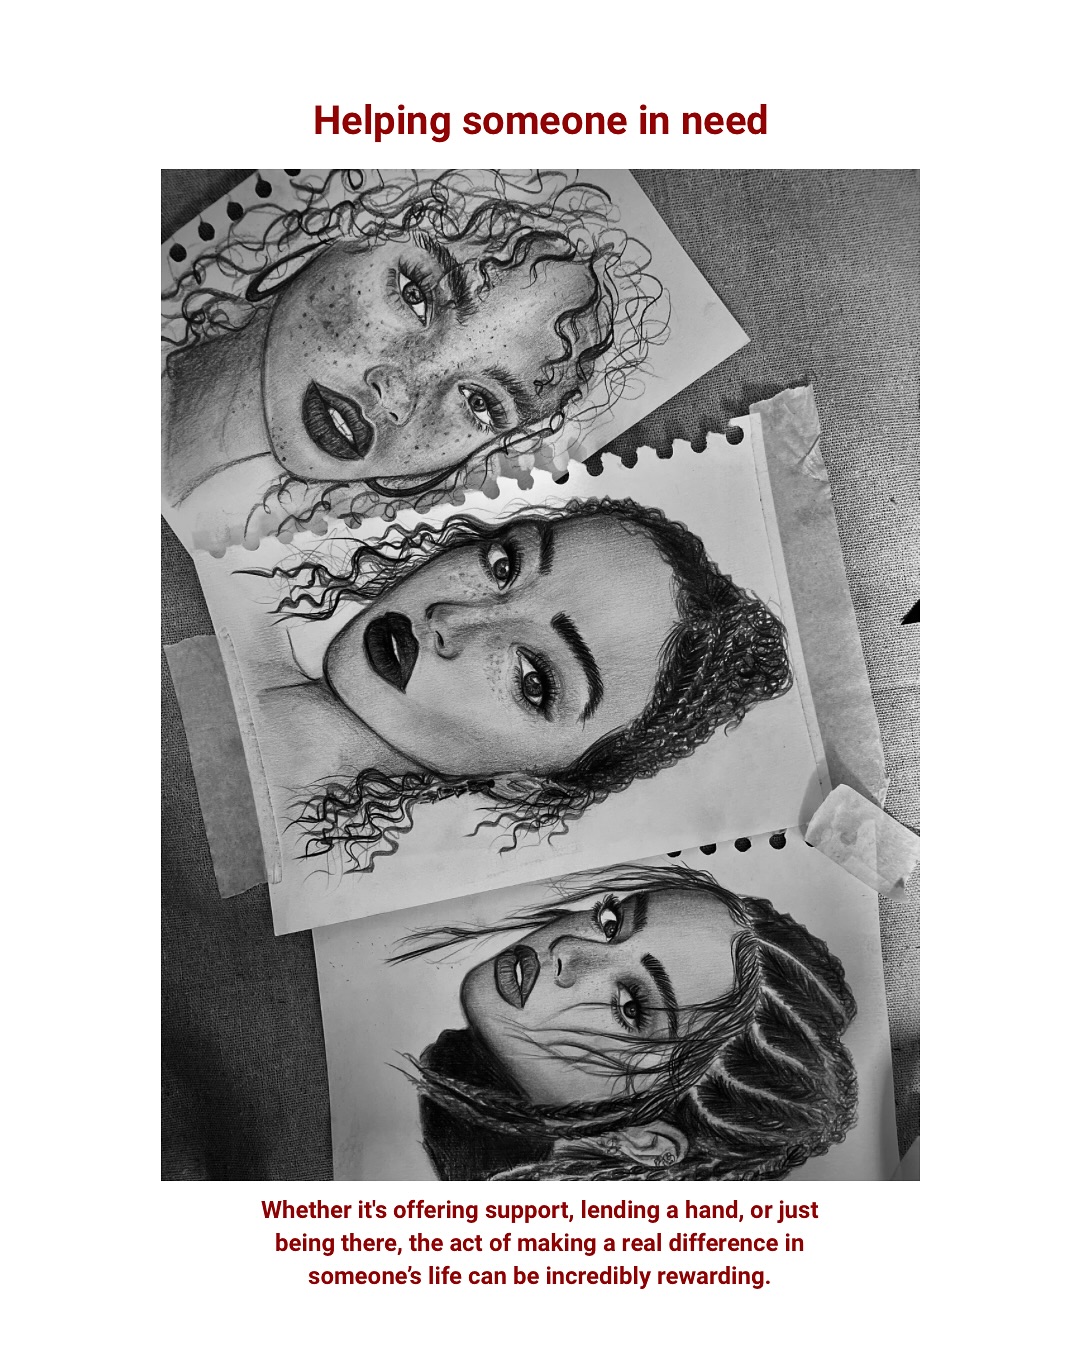 Helping someone in need
Whether it's offering support, lending a hand, or just
being there, the act of making a real difference in
someone’s life can be incredibly rewarding.